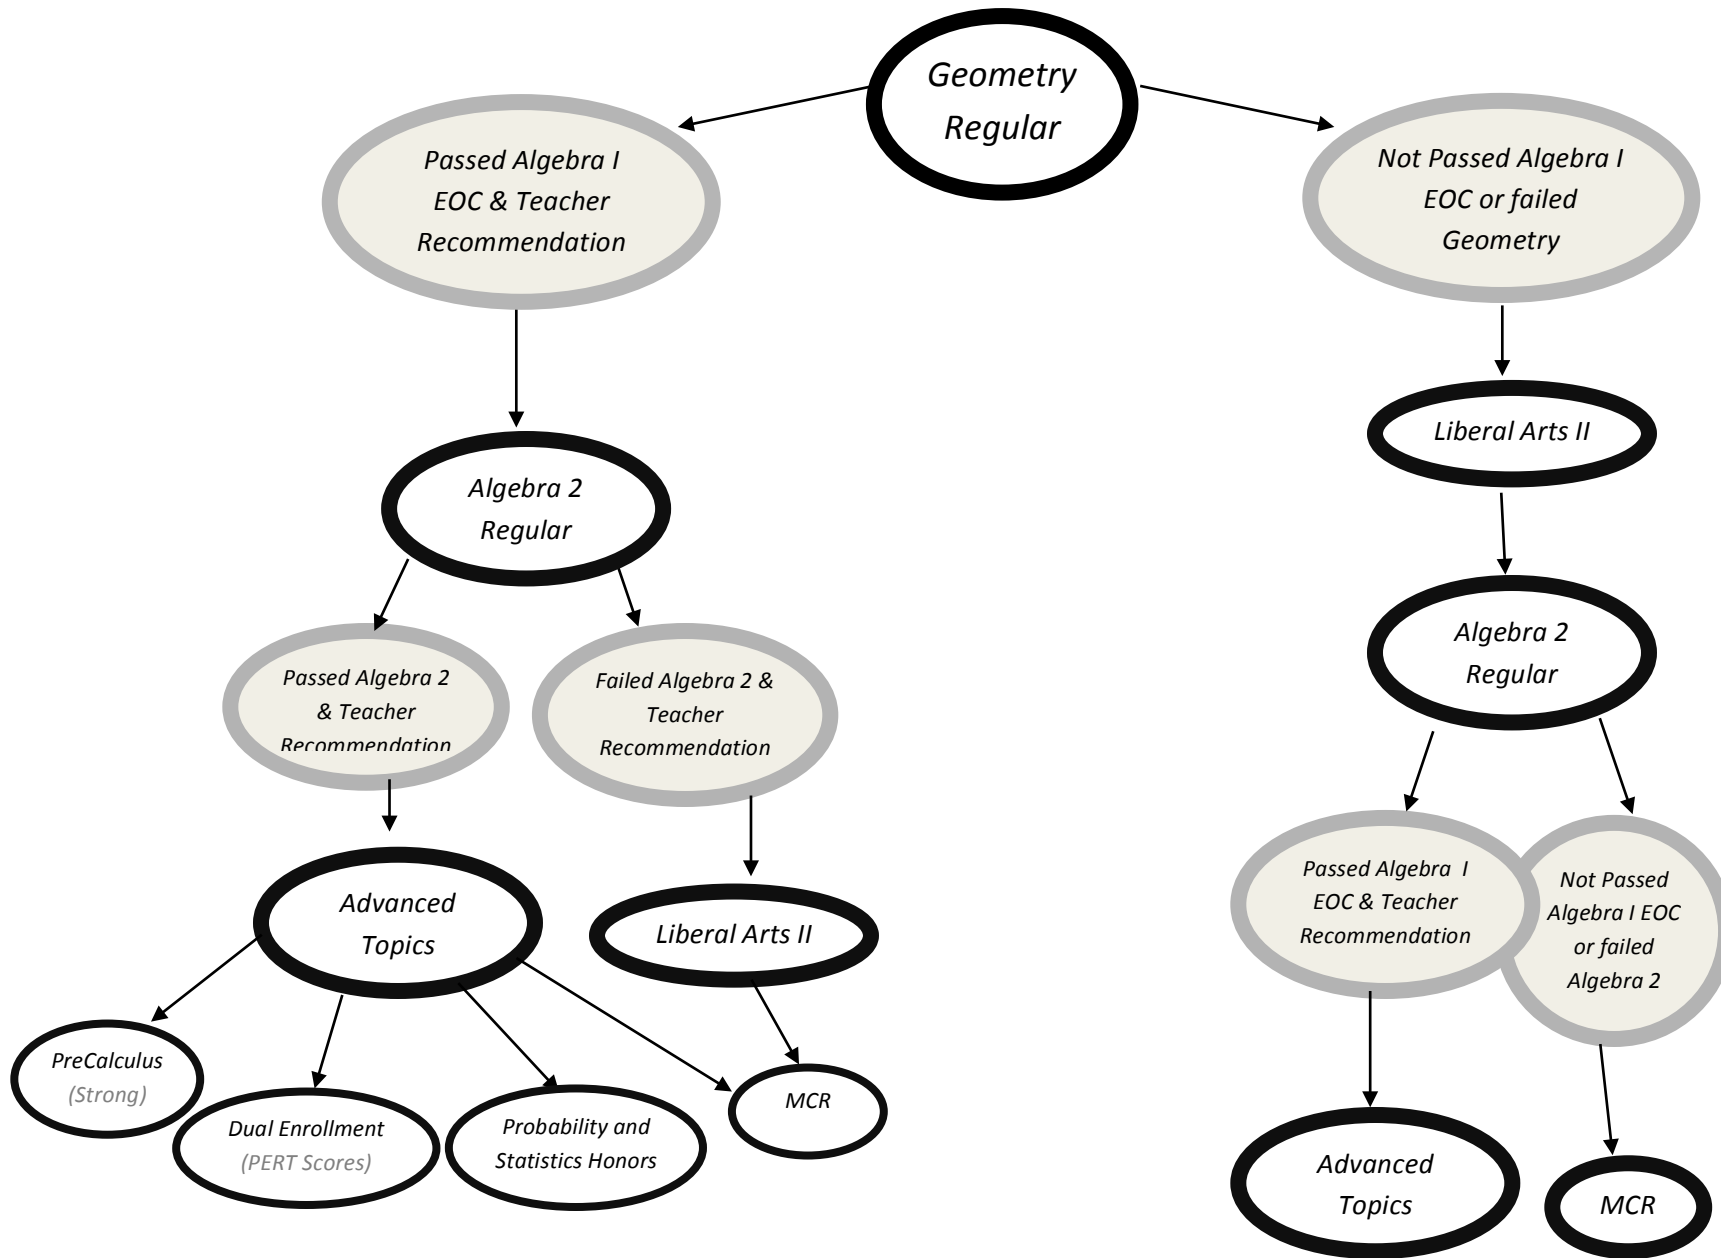 Geometry
Regular
Passed Algebra I
EOC & Teacher
Recommendation
Not Passed Algebra I
EOC or failed
Geometry
Liberal Arts II
Algebra 2
Regular
Algebra 2
Regular
Passed Algebra 2
& Teacher
Recommendation
Failed Algebra 2 &
Teacher
Recommendation
Passed Algebra  I
EOC & Teacher
Recommendation
Not Passed
Algebra I EOC
or failed
Algebra 2
Advanced
Topics
Liberal Arts II
PreCalculus
(Strong)
Dual Enrollment
(PERT Scores)
Probability and
Statistics Honors
MCR
Advanced
Topics
MCR